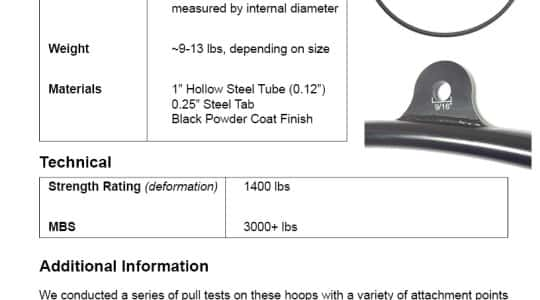 measured by internal diameter
Weight
~9-13 lbs, depending on size
Materials
1” Hollow Steel Tube (0.12”)
0.25” Steel Tab
Black Powder Coat Finish
9/16"
Technical
Strength Rating (deformation)
1400 lbs
MBS
3000+ lbs
Additional Information
We conducted a series of pull tests on these hoops with a variety of attachment points